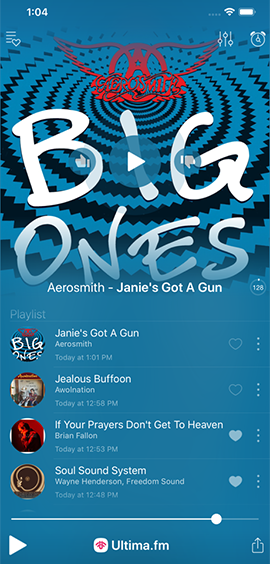 1:04
AEROSMITH
BIG
ONES
Aerosmith - Janie's Got A Gun
128
Playlist
BIG
ONES
Janie's Got A Gun
Aerosmith
Today at 1:01 PM
Jealous Buffoon
Awolnation
Today at 12:58 PM
If Your Prayers Don't Get To Heaven
Brian Fallon
Today at 12:53 PM
Soul Sound System
Wayne Henderson, Freedom Sound
Today at 12:48 PM
Ultima.fm